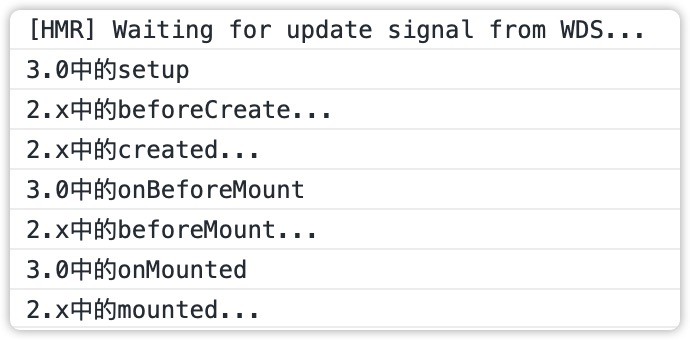 [HMR] Waiting for update signal from WDS...
3.0中的setup
2.x中的beforeCreate...
2.x中的created...
3.0中的onBeforeMount
2.x中的beforeMount...
3.0中的onMounted
2.x中的mounted...